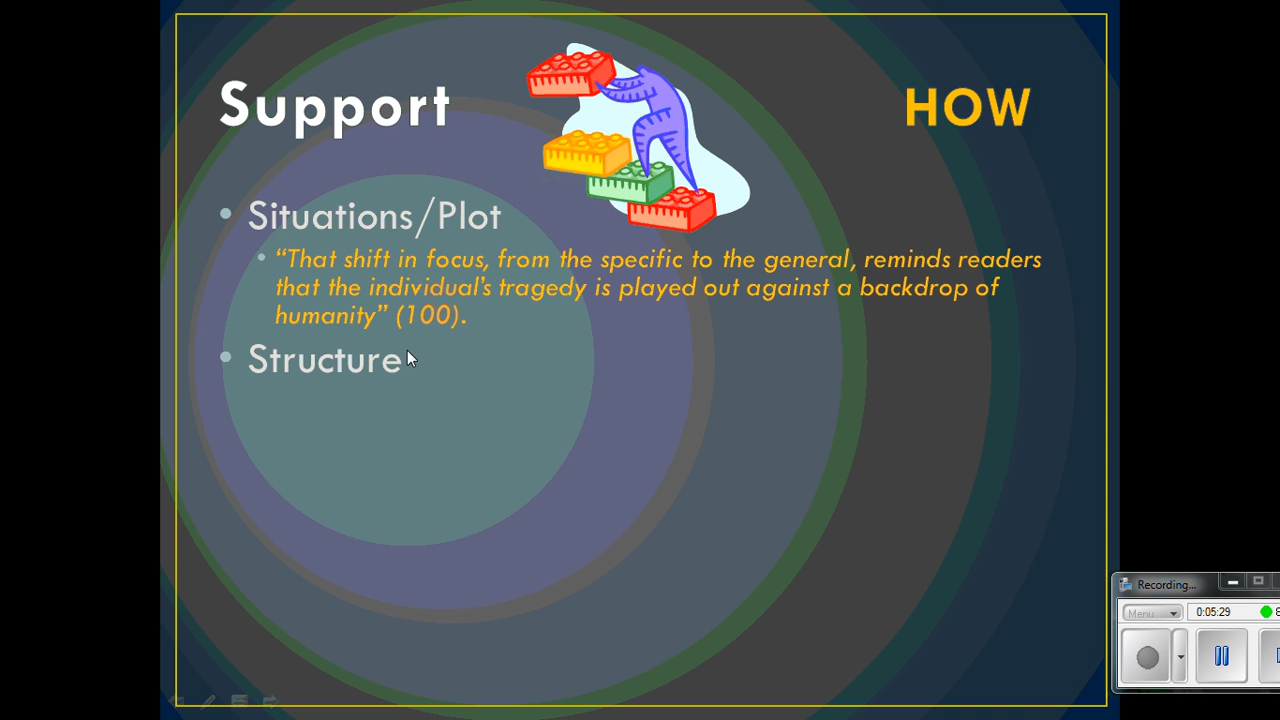 Support
HOW
• Situations/Plot
• “That shift in focus, from the specific to the general, reminds readers
that the individual’s tragedy is played out against a backdrop of
humanity” (100).
• Structure
Recording...
Menu
0:05:29
8